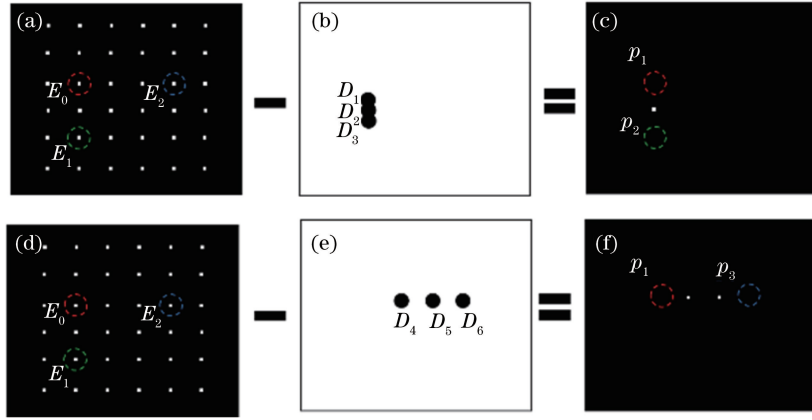 (a) (b) (c)
E₀ E₂ D₁ p₁
D₂
E₁ D₃ p₂
(d) (e) (f)
E₀ E₂ p₁ p₃
D₄ D₅ D₆
E₁